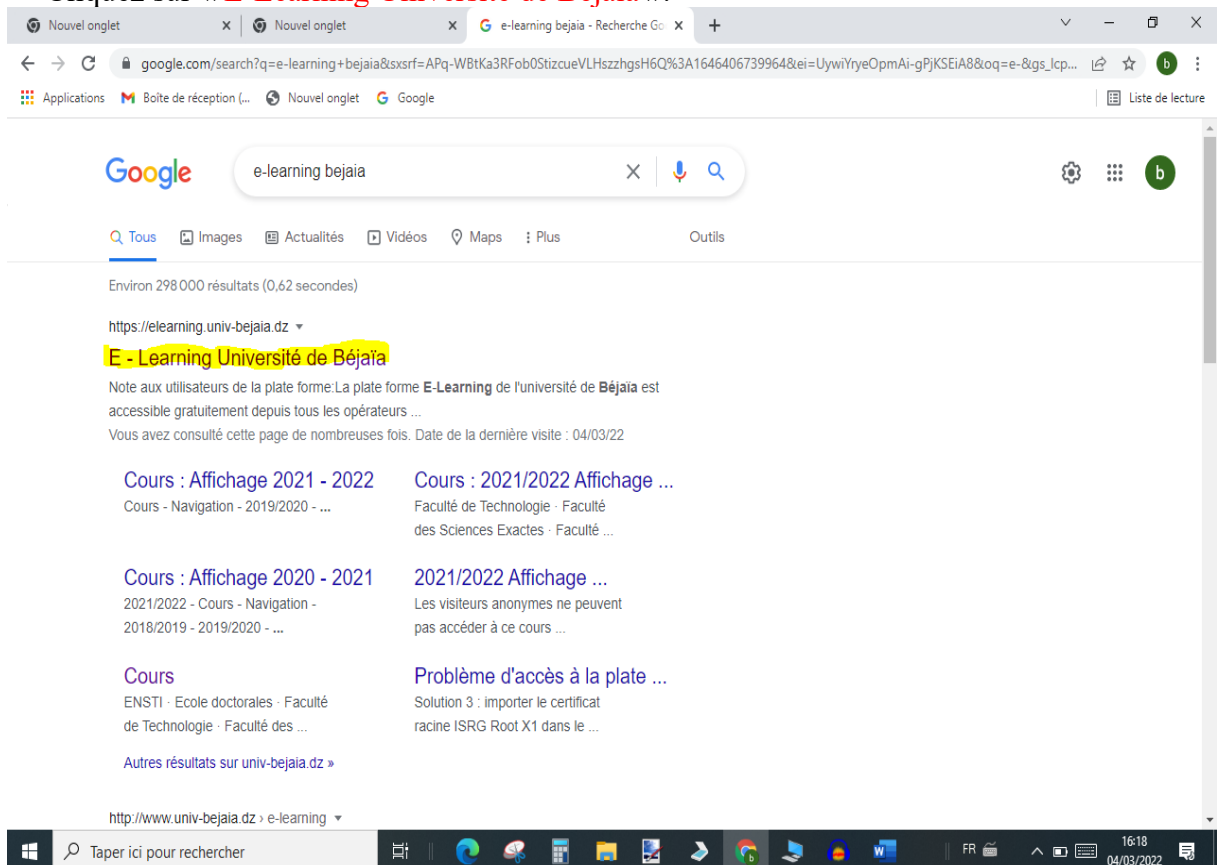 Cliquez sur «E-Learning Université de Bejaia».
Nouvel onglet
Nouvel onglet
e-learning bejaia - Recherche Go
google.com/search?q=e-learning+bejaia&sxsrf=APq-WBtKa3RFob0StizcueVLHszzhgsH6Q%3A1646406739964&ei=UywiYryeOpmAi-gPjKSEiA8&oq=e-&gs_lcp...
b
Applications
Boîte de réception (...
Nouvel onglet
Google
Liste de lecture
Google
e-learning bejaia
b
Tous
Images
Actualités
Vidéos
Maps
Plus
Outils
Environ 298 000 résultats (0,62 secondes)
https://elearning.univ-bejaia.dz
E - Learning Université de Béjaïa
Note aux utilisateurs de la plate forme:La plate forme E-Learning de l'université de Béjaïa est
accessible gratuitement depuis tous les opérateurs ...
Vous avez consulté cette page de nombreuses fois. Date de la dernière visite : 04/03/22
Cours : Affichage 2021 - 2022
Cours - Navigation - 2019/2020 - ...
Cours : 2021/2022 Affichage ...
Faculté de Technologie · Faculté
des Sciences Exactes · Faculté ...
Cours : Affichage 2020 - 2021
2021/2022 - Cours - Navigation -
2018/2019 - 2019/2020 - ...
2021/2022 Affichage ...
Les visiteurs anonymes ne peuvent
pas accéder à ce cours ...
Cours
ENSTI · Ecole doctorales · Faculté
de Technologie · Faculté des ...
Problème d'accès à la plate ...
Solution 3 : importer le certificat
racine ISRG Root X1 dans le ...
Autres résultats sur univ-bejaia.dz »
http://www.univ-bejaia.dz › e-learning
Taper ici pour rechercher
FR
16:18
04/03/2022